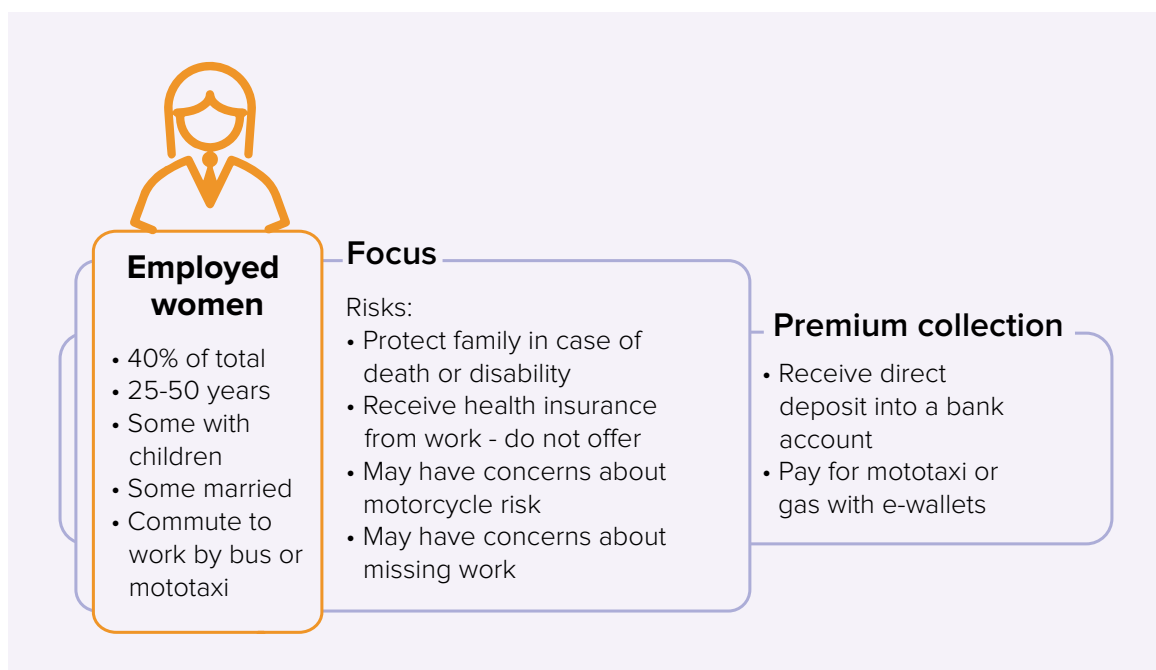 Employed
women
• 40% of total
• 25-50 years
• Some with
children
• Some married
• Commute to
work by bus or
mototaxi
Focus
Risks:
• Protect family in case of
death or disability
• Receive health insurance
from work - do not offer
• May have concerns about
motorcycle risk
• May have concerns about
missing work
Premium collection
• Receive direct
deposit into a bank
account
• Pay for mototaxi or
gas with e-wallets